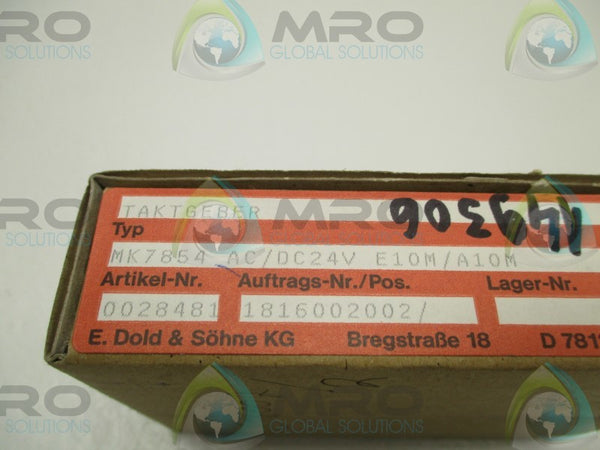 MRO
GLOBAL SOLUTIONS
TAKTGEBER
Typ
MK7854 AC/DC24V E10M/A10M
Artikel-Nr. Auftrags-Nr./Pos. Lager-Nr.
0028481 1816002002/
E. Dold & Söhne KG Bregstraße 18 D 781